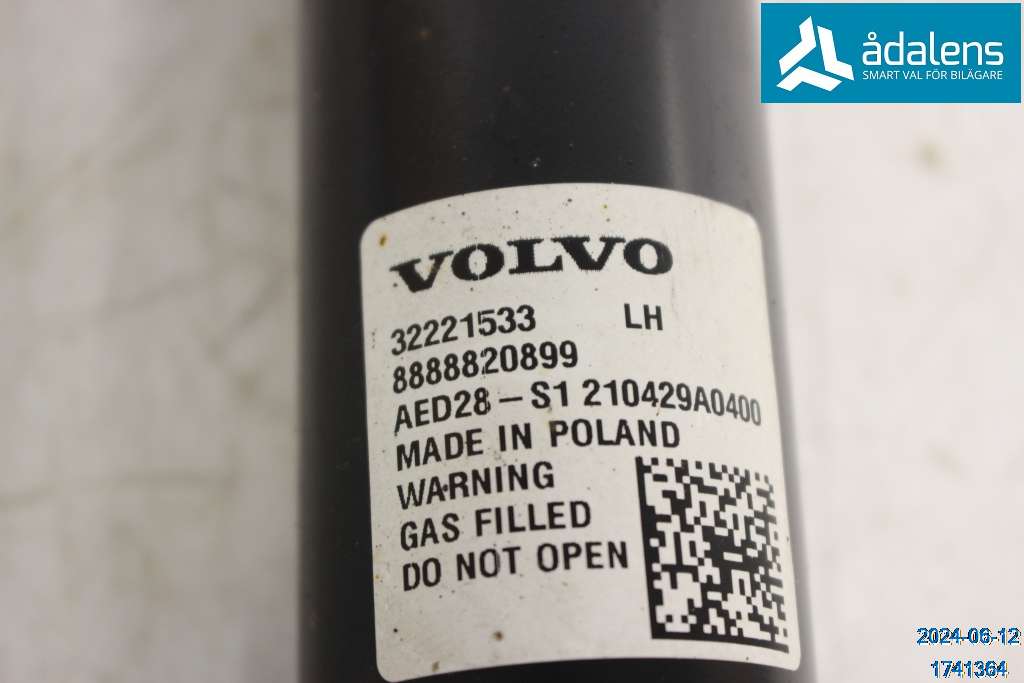 ådalens
SMART VAL FÖR BILÄGARE
VOLVO
32221533 LH
8888820899
AED28-S1 210429A0400
MADE IN POLAND
WARNING
GAS FILLED
DO NOT OPEN
2024-06-12
1741364